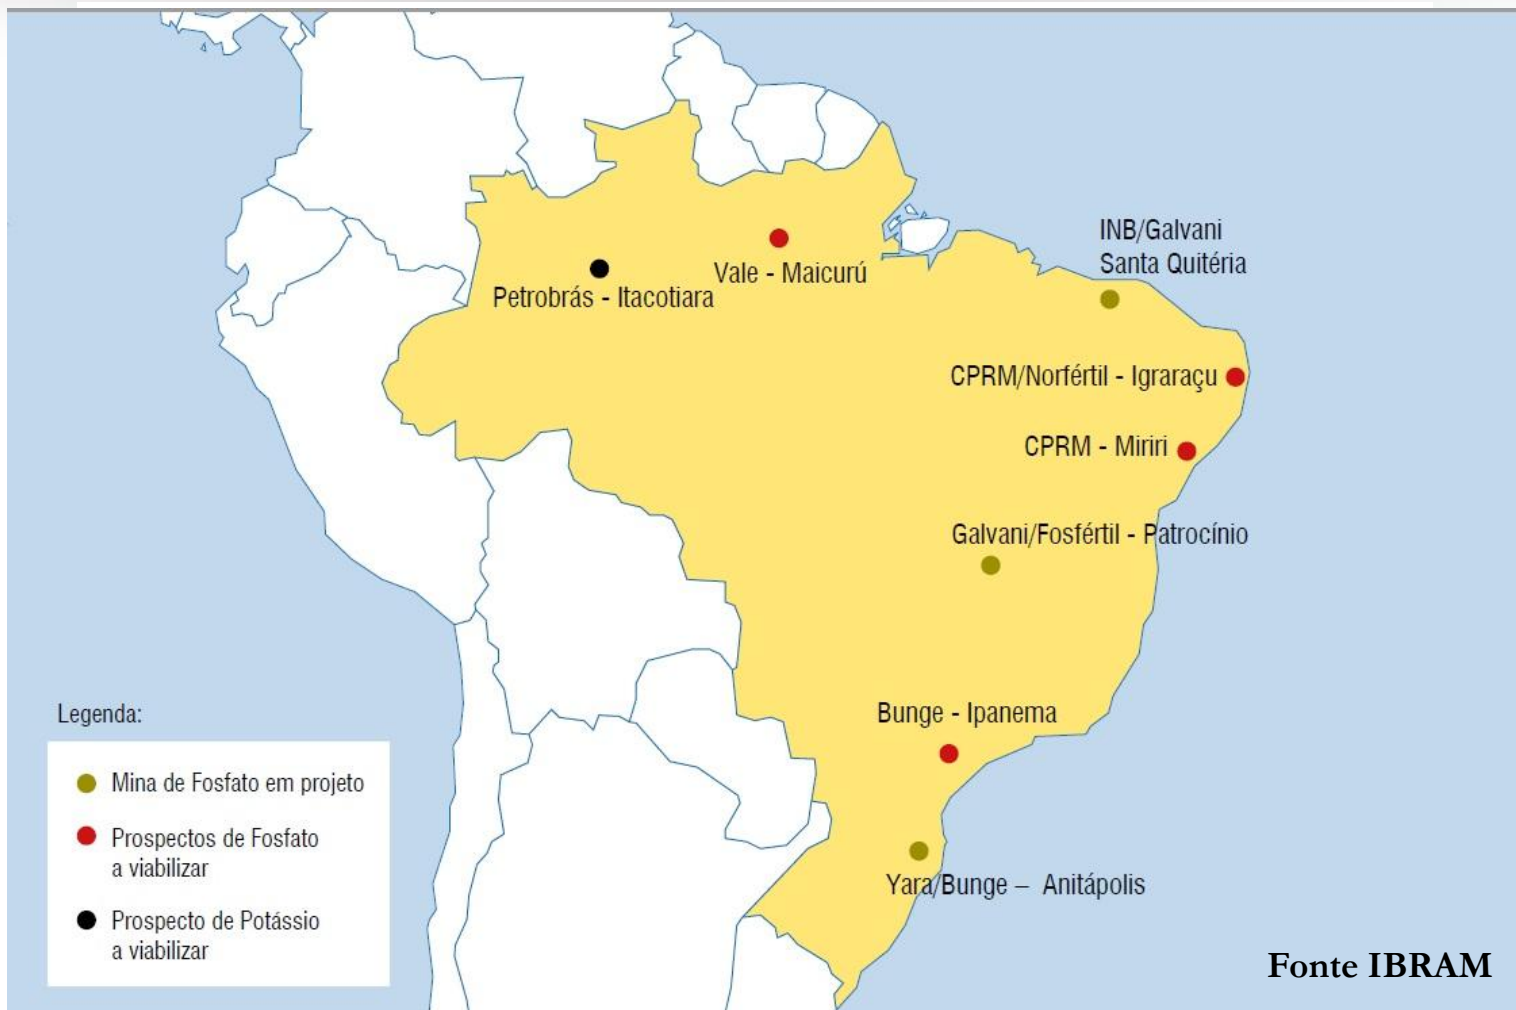 INB/Galvani
Santa Quitéria
Vale - Maicurú
Petrobrás - Itacotiara
CPRM/Norfértil - Igraraçu
CPRM - Miriri
Galvani/Fosfértil - Patrocínio
Bunge - Ipanema
Yara/Bunge – Anitápolis
Legenda:
Mina de Fosfato em projeto
Prospectos de Fosfato
a viabilizar
Prospecto de Potássio
a viabilizar
Fonte IBRAM